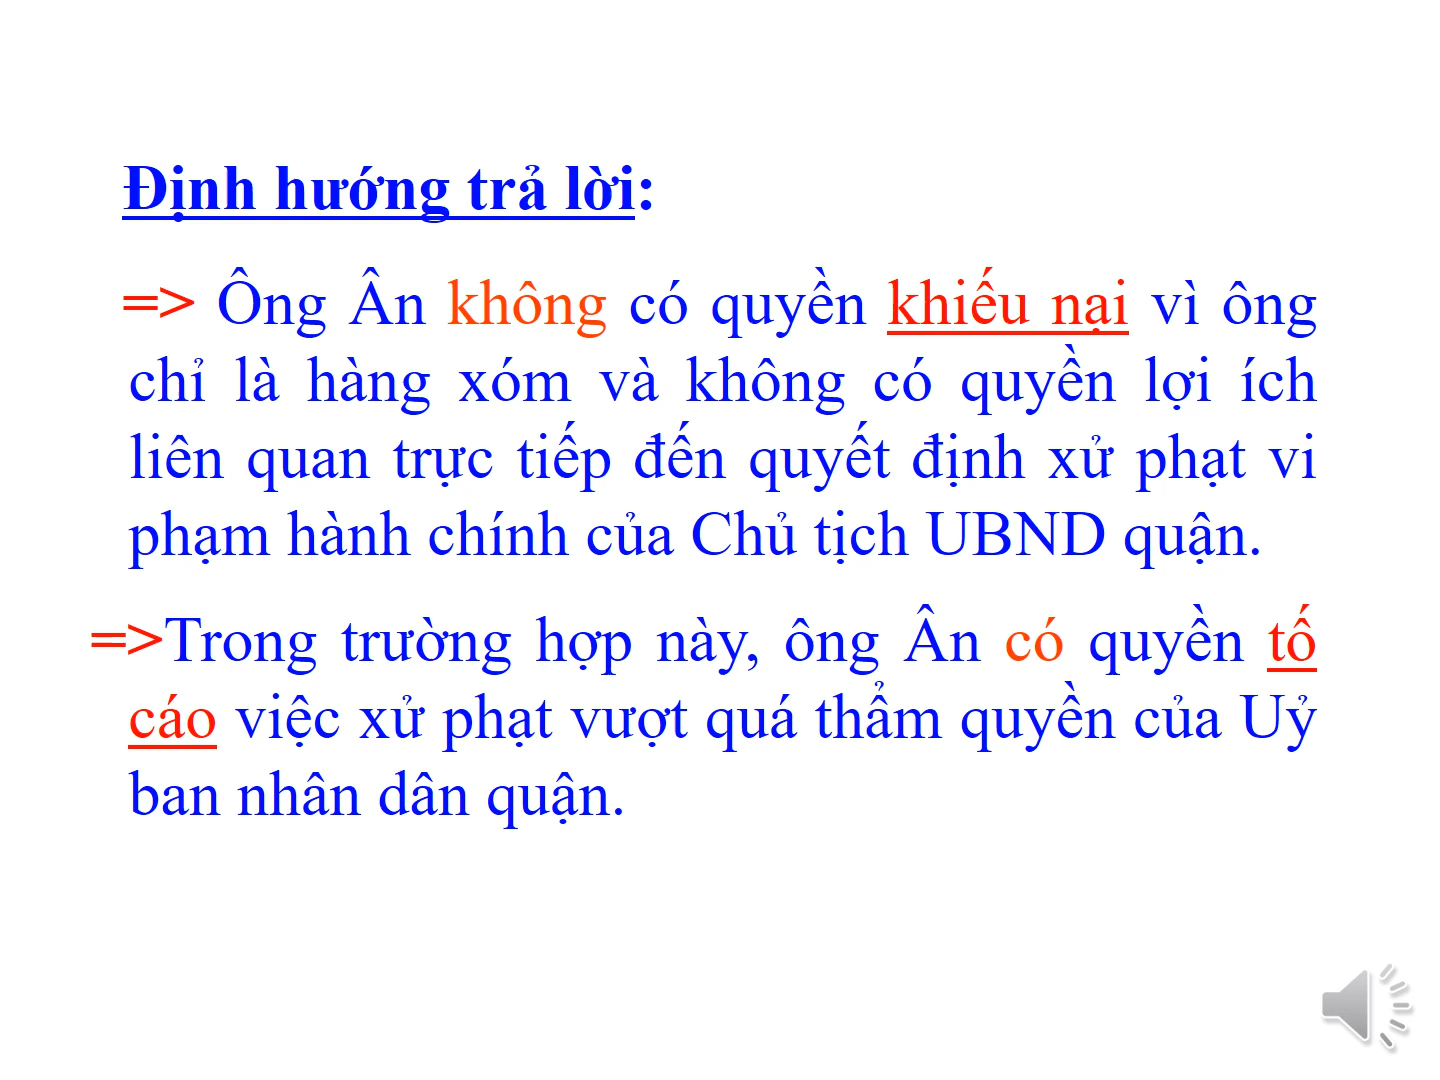 Định hướng trả lời:
=> Ông Ân không có quyền khiếu nại vì ông
chỉ là hàng xóm và không có quyền lợi ích
liên quan trực tiếp đến quyết định xử phạt vi
phạm hành chính của Chủ tịch UBND quận.
=>Trong trường hợp này, ông Ân có quyền tố
cáo việc xử phạt vượt quá thẩm quyền của Uỷ
ban nhân dân quận.